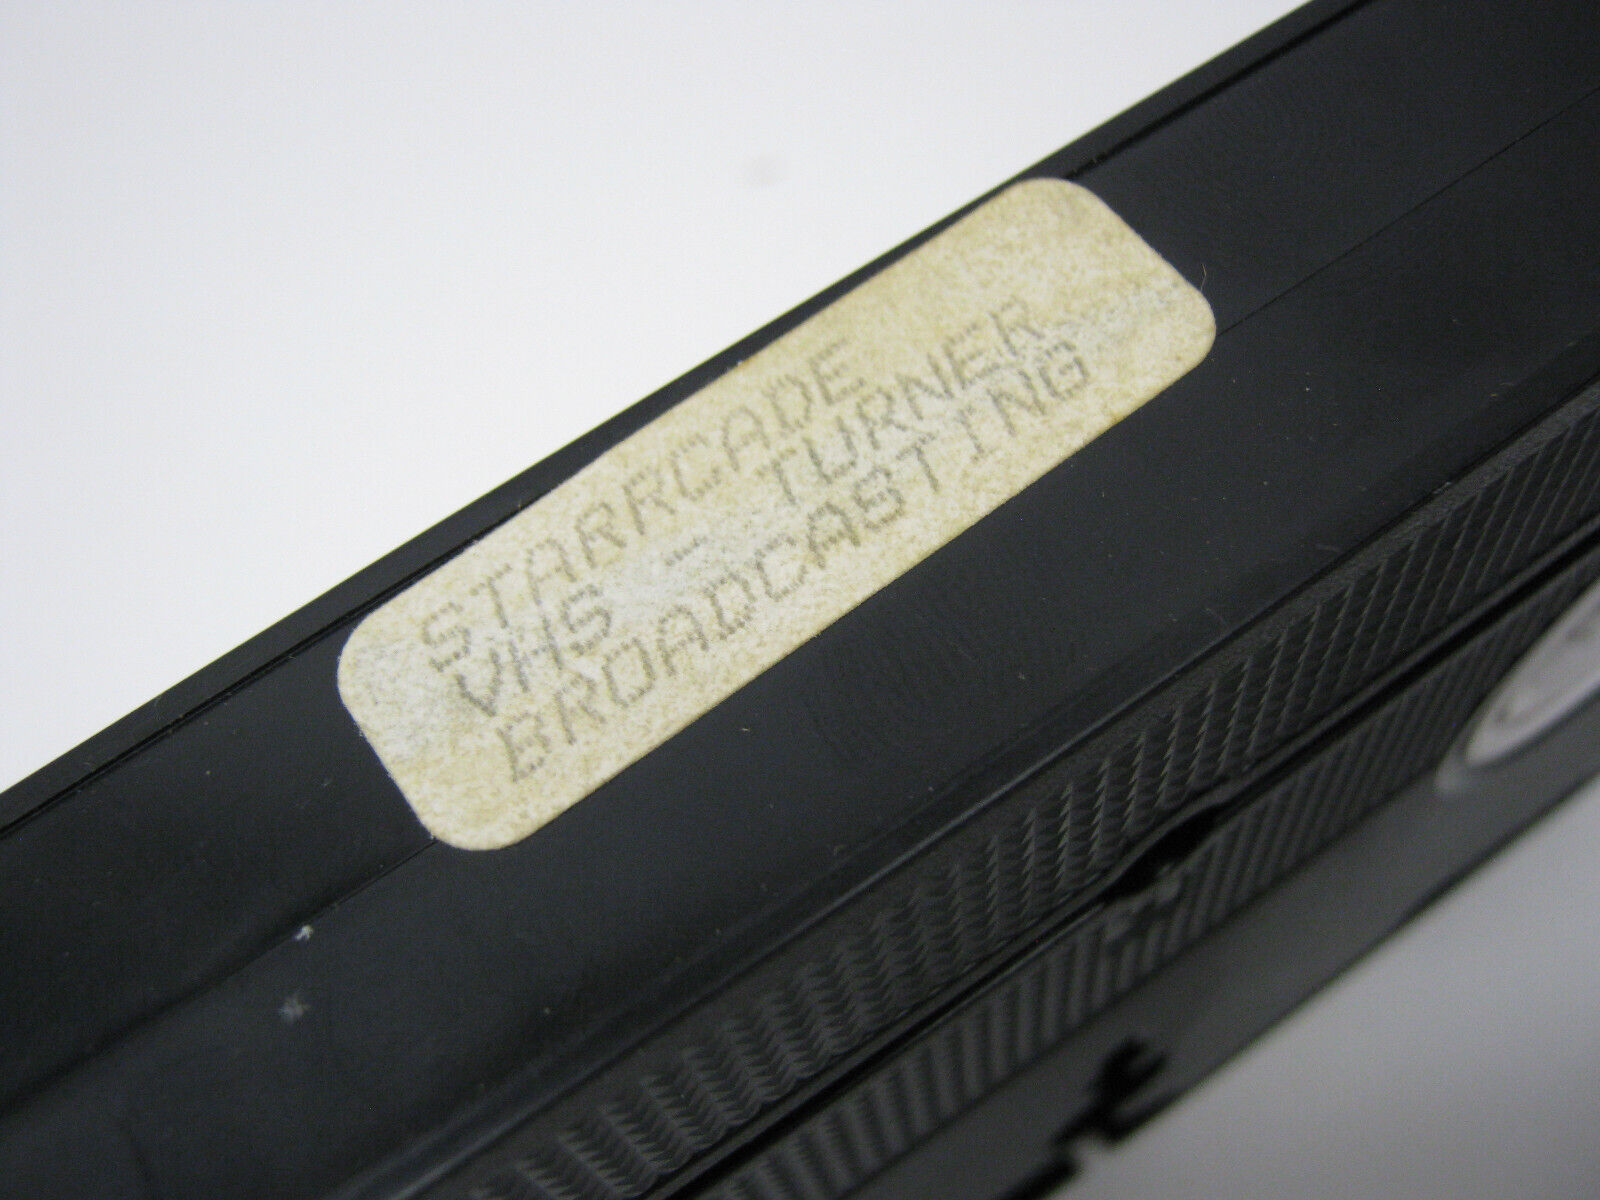 STARRCADE
VHS - TURNER
BROADCASTING